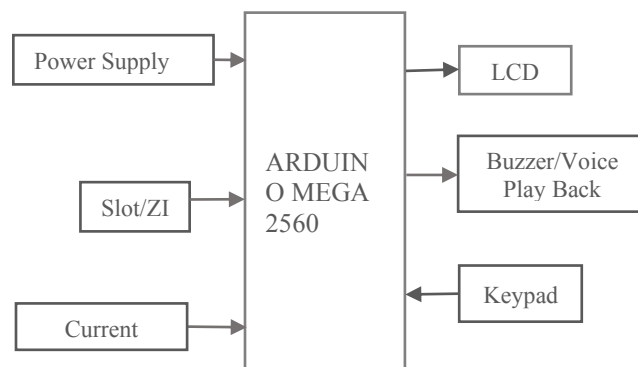 Power Supply
Slot/ZI
Current
ARDUIN
O MEGA
2560
LCD
Buzzer/Voice
Play Back
Keypad